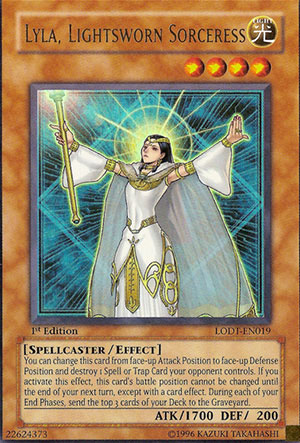 LYLA, LIGHTSWORN SORCERESS
LIGHT
光
1st Edition
LODT-EN019
[SPELLCASTER / EFFECT]
You can change this card from face-up Attack Position to face-up Defense
Position and destroy 1 Spell or Trap Card your opponent controls. If you
activate this effect, this card's battle position cannot be changed until
the end of your next turn, except with a card effect. During each of your
End Phases, send the top 3 cards of your Deck to the Graveyard.
ATK/1700 DEF/ 200
22624373
©1996 KAZUKI TAKAHASHI